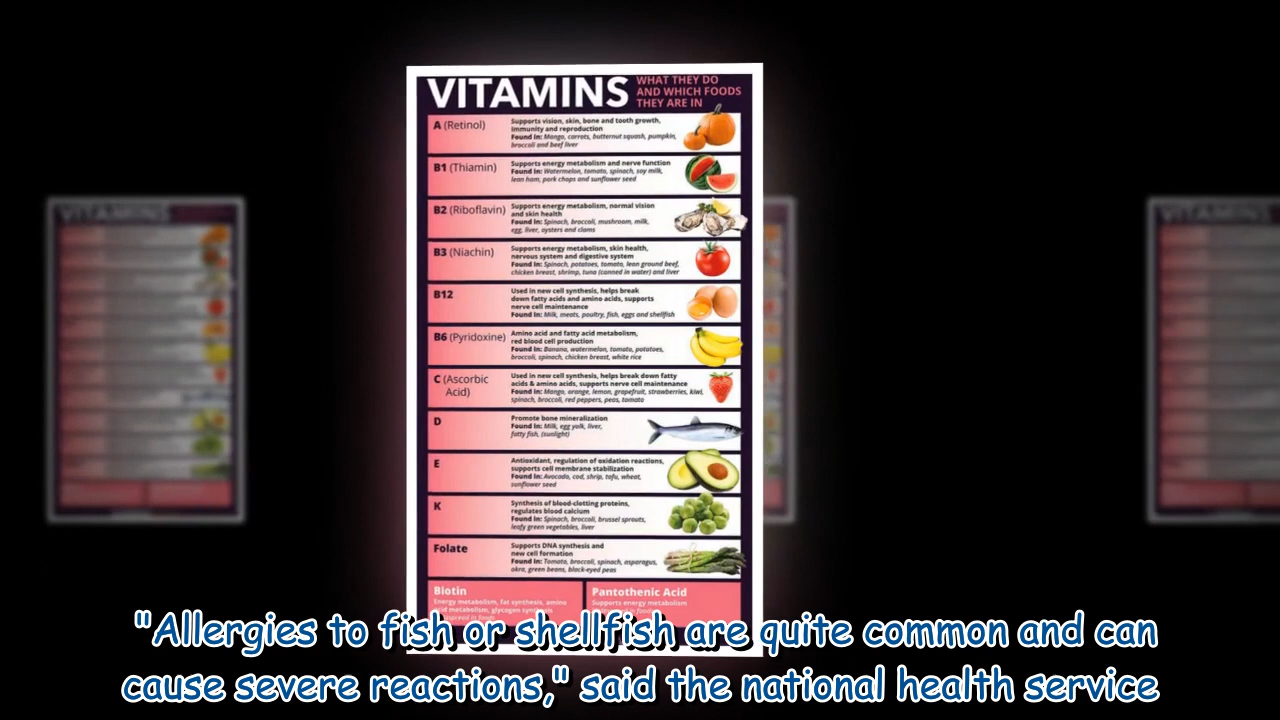 VITAMINS
WHAT THEY DO
AND WHICH FOODS
THEY ARE IN
A (Retinol)
Supports vision, skin, bone and tooth growth,
immunity and reproduction
Found in: Mango, carrots, butternut squash, pumpkin,
broccoli and beef liver
B1 (Thiamin)
Supports energy metabolism and nerve function
Found in: Watermelon, tomato, spinach, soy milk,
lean ham, pork chops and sunflower seed
B2 (Riboflavin)
Supports energy metabolism, normal vision
and skin health
Found in: Spinach, broccoli, mushroom, milk,
egg, liver, oysters and clams
B3 (Niachin)
Supports energy metabolism, skin health,
nervous system and digestive system
Found in: Spinach, potatoes, tomato, lean ground beef,
chicken breast, shrimp, tuna (canned in water) and liver
B12
Used in new cell synthesis, helps break
down fatty acids and amino acids, supports
nerve cell maintenance
Found in: Milk, meats, poultry, fish, eggs and shellfish
B6 (Pyridoxine)
Amino acid and fatty acid metabolism,
red blood cell production
Found in: Banana, watermelon, tomato, potatoes,
broccoli, spinach, chicken breast, white rice
C (Ascorbic
Acid)
Used in new cell synthesis, helps break down fatty
acids & amino acids, supports nerve cell maintenance
Found in: Mango, orange, lemon, grapefruit, strawberries, kiwi,
spinach, broccoli, red peppers, peas, tomato
D
Promote bone mineralization
Found in: Milk, egg yolk, liver,
fatty fish, (sunlight)
E
Antioxidant, regulation of oxidation reactions,
supports cell membrane stabilization
Found in: Avocado, cod, shrip, tofu, wheat,
sunflower seed
K
Synthesis of blood-clotting proteins,
regulates blood calcium
Found in: Spinach, broccoli, brussel sprouts,
leafy green vegetables, liver
Folate
Supports DNA synthesis and
new cell formation
Found in: Tomato, broccoli, spinach, asparagus,
okra, green beans, black-eyed peas
Biotin
Energy metabolism, fat synthesis, amino
acid metabolism, glycogen synthesis
Pantothenic Acid
Supports energy metabolism
"Allergies to fish or shellfish are quite common and can
cause severe reactions," said the national health service